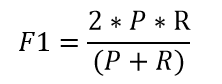 F1 = 2 * P * R / (P + R)